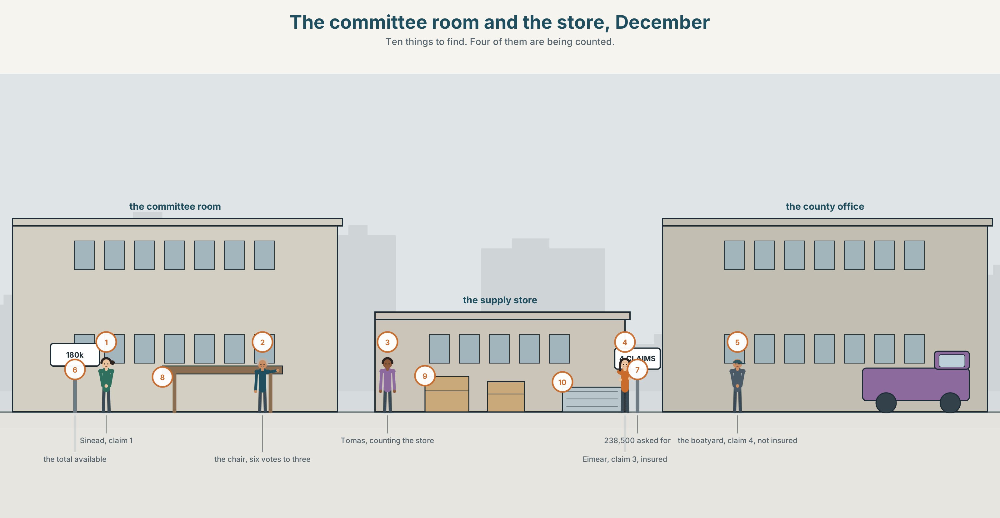 The committee room and the store, December
Ten things to find. Four of them are being counted.
the committee room
the county office
the supply store
1
2
3
4
5
180k
4 CLAIMS
6
7
8
9
10
Sinead, claim 1
Tomas, counting the store
238,500 asked for
the boatyard, claim 4, not insured
the total available
the chair, six votes to three
Eimear, claim 3, insured